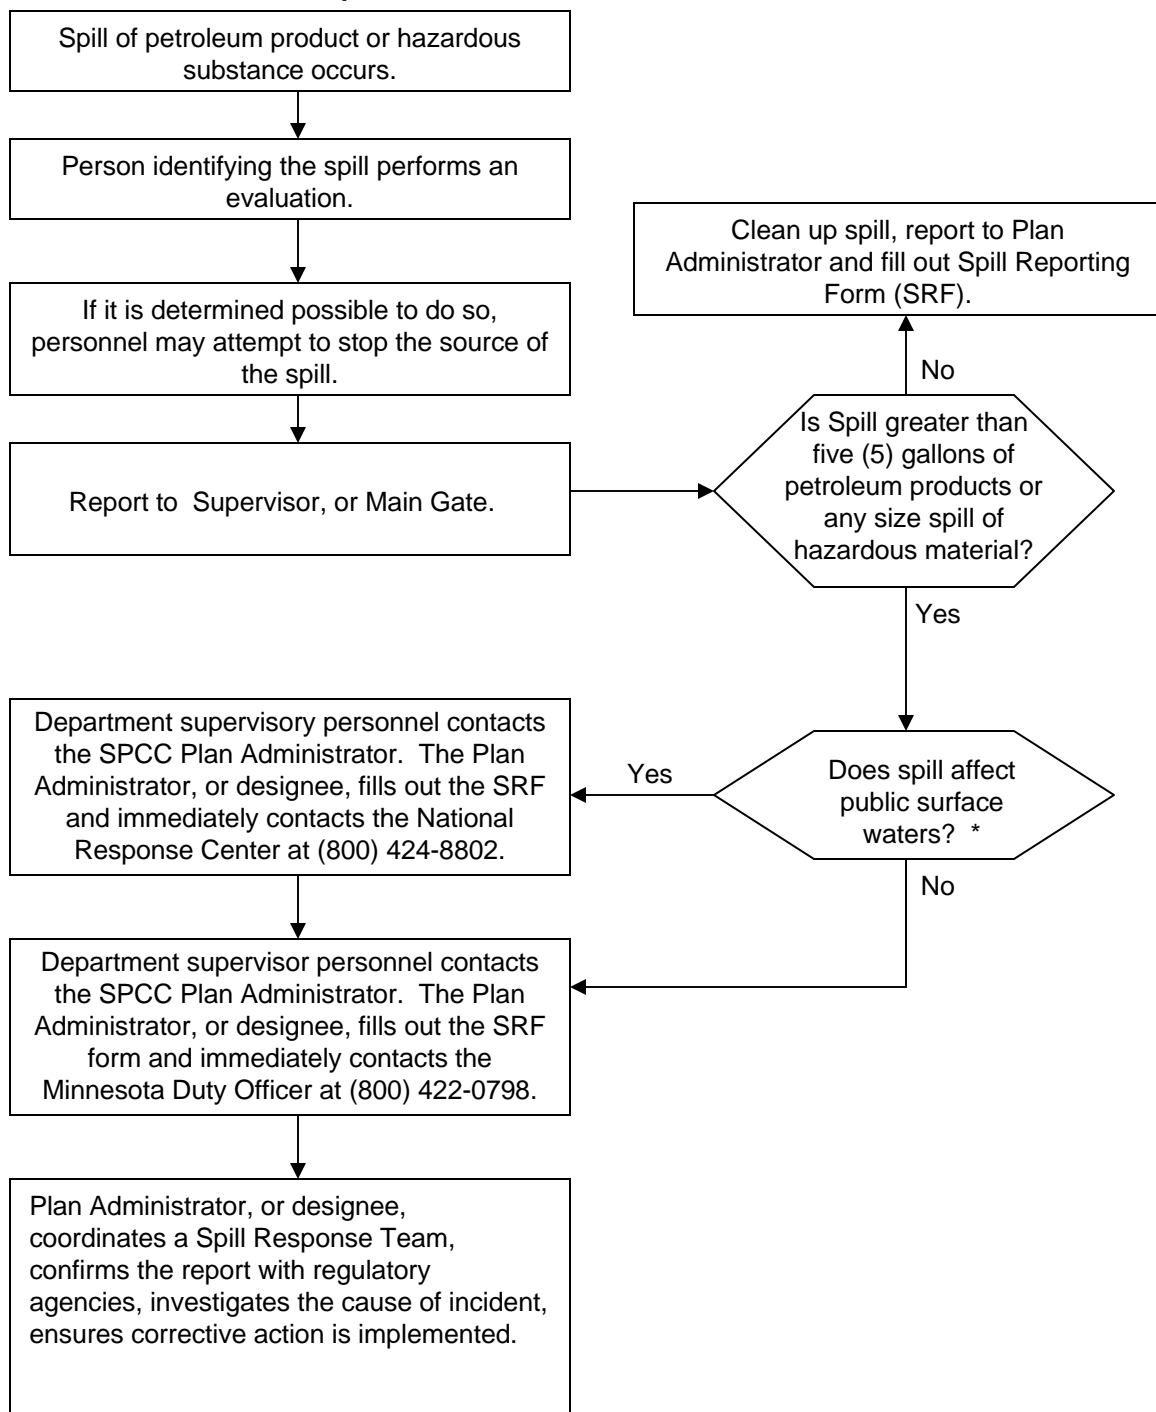 Spill of petroleum product or hazardous
substance occurs.
Person identifying the spill performs an
evaluation.
If it is determined possible to do so,
personnel may attempt to stop the source of
the spill.
Report to  Supervisor, or Main Gate.
Clean up spill, report to Plan
Administrator and fill out Spill Reporting
Form (SRF).
No
Is Spill greater than
five (5) gallons of
petroleum products or
any size spill of
hazardous material?
Yes
Does spill affect
public surface
waters?  *
Yes
No
Department supervisory personnel contacts
the SPCC Plan Administrator.  The Plan
Administrator, or designee, fills out the SRF
and immediately contacts the National
Response Center at (800) 424-8802.
Department supervisor personnel contacts
the SPCC Plan Administrator.  The Plan
Administrator, or designee, fills out the SRF
form and immediately contacts the
Minnesota Duty Officer at (800) 422-0798.
Plan Administrator, or designee,
coordinates a Spill Response Team,
confirms the report with regulatory
agencies, investigates the cause of incident,
ensures corrective action is implemented.